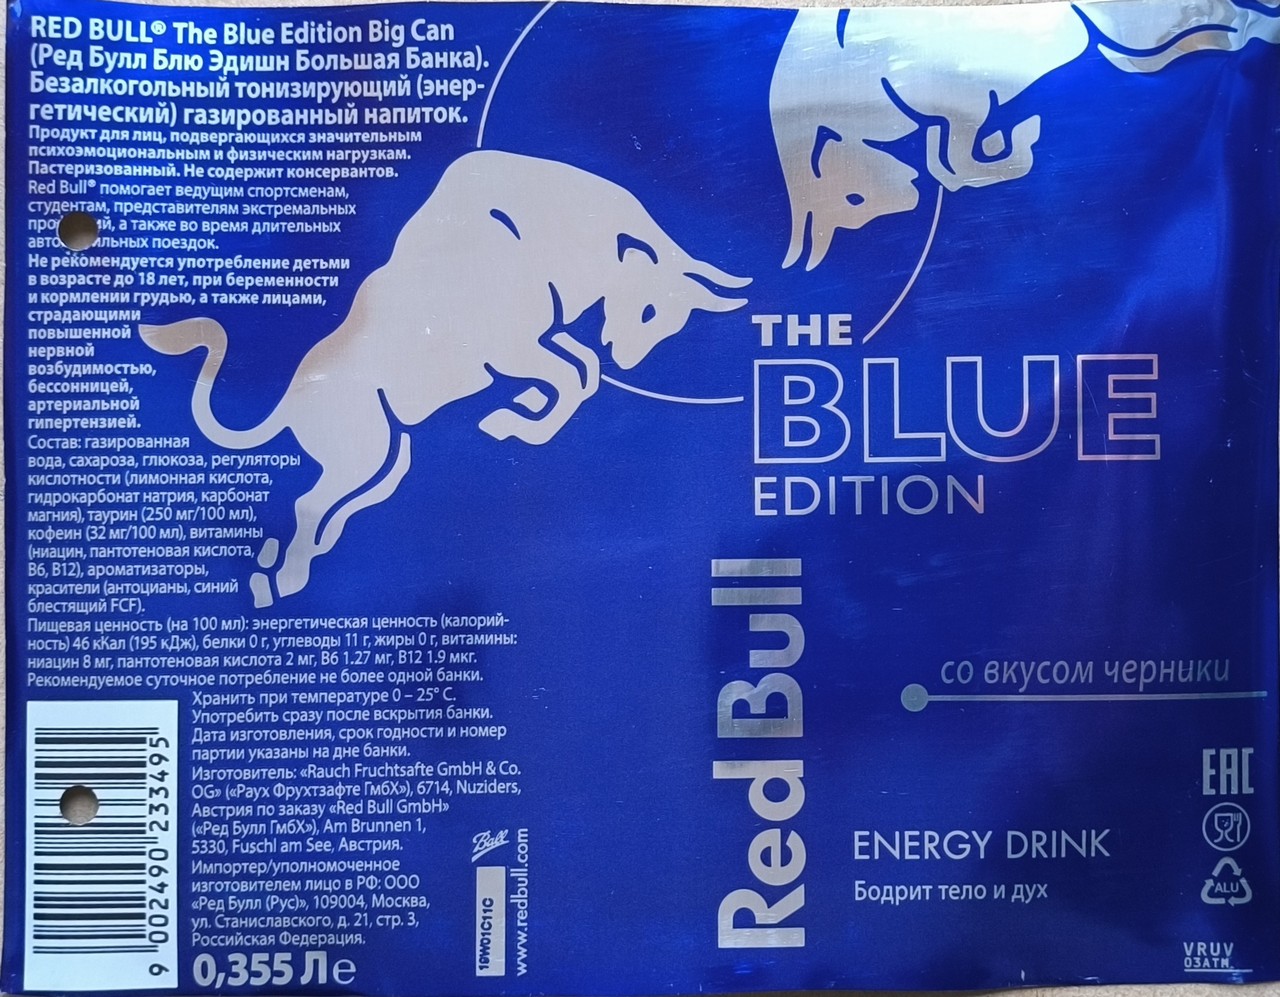 RED BULL® The Blue Edition Big Can
(Ред Булл Блю Эдишн Большая Банка).
Безалкогольный тонизирующий (энер-
гетический) газированный напиток.
Продукт для лиц, подвергающихся значительным
психоэмоциональным и физическим нагрузкам.
Пастеризованный. Не содержит консервантов.
Red Bull® помогает ведущим спортсменам,
студентам, представителям экстремальных
а также во время длительных
поездок.
Не рекомендуется употребление детьми
в возрасте до 18 лет, при беременности
и кормлении грудью, а также лицами,
страдающими
повышенной
нервной
возбудимостью,
бессонницей,
артериальной
гипертензией.
Состав: газированная
вода, сахароза, глюкоза, регуляторы
кислотности (лимонная кислота,
гидрокарбонат натрия, карбонат
магния), таурин (250 мг/100 мл),
кофеин (32 мг/100 мл), витамины
(ниацин, пантотеновая кислота,
B6, B12), ароматизаторы,
красители (антоцианы, синий
блестящий FCF).
Пищевая ценность (на 100 мл): энергетическая ценность (калорий-
ность) 46 кКал (195 кДж), белки 0 г, углеводы 11 г, жиры 0 г, витамины:
ниацин 8 мг, пантотеновая кислота 2 мг, B6 1.27 мг, B12 1.9 мкг.
Рекомендуемое суточное потребление не более одной банки.
Хранить при температуре 0 – 25° С.
Употребить сразу после вскрытия банки.
Дата изготовления, срок годности и номер
партии указаны на дне банки.
Изготовитель: «Rauch Fruchtsafte GmbH & Co.
OG» («Раух Фрухтзафте ГмбХ»), 6714, Nuziders,
Австрия по заказу «Red Bull GmbH»
(«Ред Булл ГмбХ»), Am Brunnen 1,
5330, Fuschl am See, Австрия.
Импортер/уполномоченное
изготовителем лицо в РФ: ООО
«Ред Булл (Рус)», 109004, Москва,
ул. Станиславского, д. 21, стр. 3,
Российская Федерация.
0,355 Л e
9 002490 233495
Ball
18W01C11C
www.redbull.com
THE
BLUE
EDITION
Red Bull
со вкусом черники
ENERGY DRINK
Бодрит тело и дух
EAC
ALU
VRUV
03ATM.